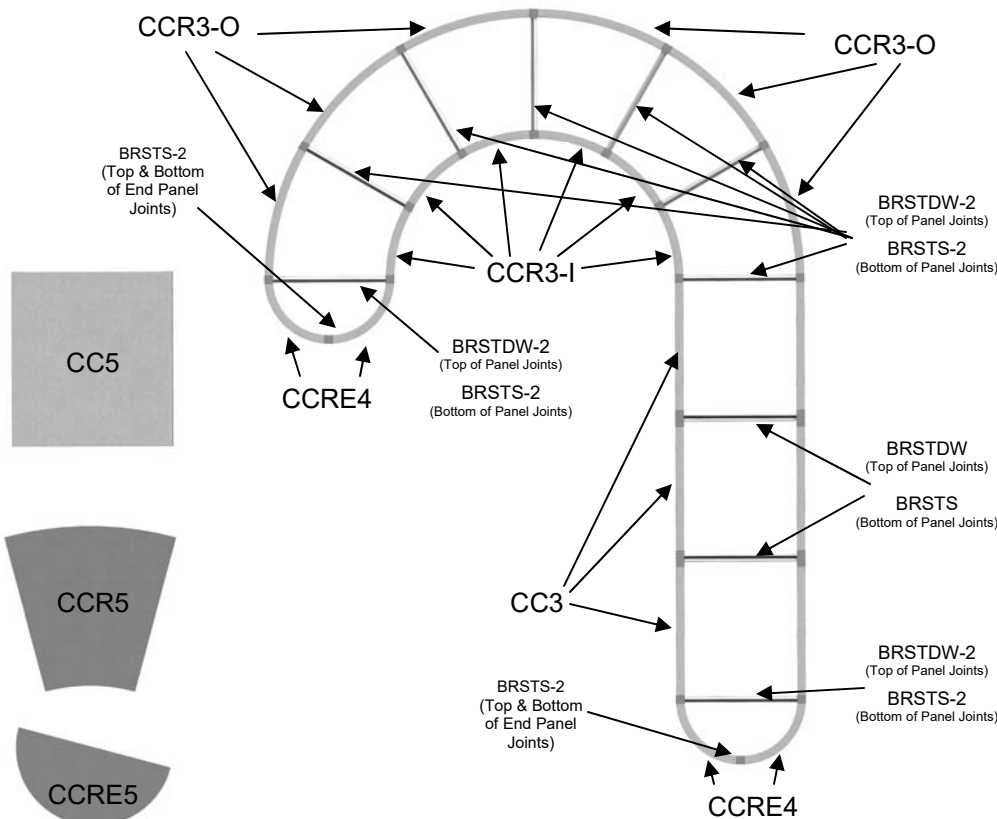 CCR3-O
CCR3-O
BRSTS-2
(Top & Bottom
of End Panel
Joints)
BRSTDW-2
(Top of Panel Joints)
BRSTS-2
(Bottom of Panel Joints)
CCR3-I
CC5
BRSTDW-2
(Top of Panel Joints)
BRSTS-2
(Bottom of Panel Joints)
CCRE4
BRSTDW
(Top of Panel Joints)
BRSTS
(Bottom of Panel Joints)
CCR5
CC3
BRSTDW-2
(Top of Panel Joints)
BRSTS-2
(Bottom of Panel Joints)
BRSTS-2
(Top & Bottom
of End Panel
Joints)
CCRE5
CCRE4